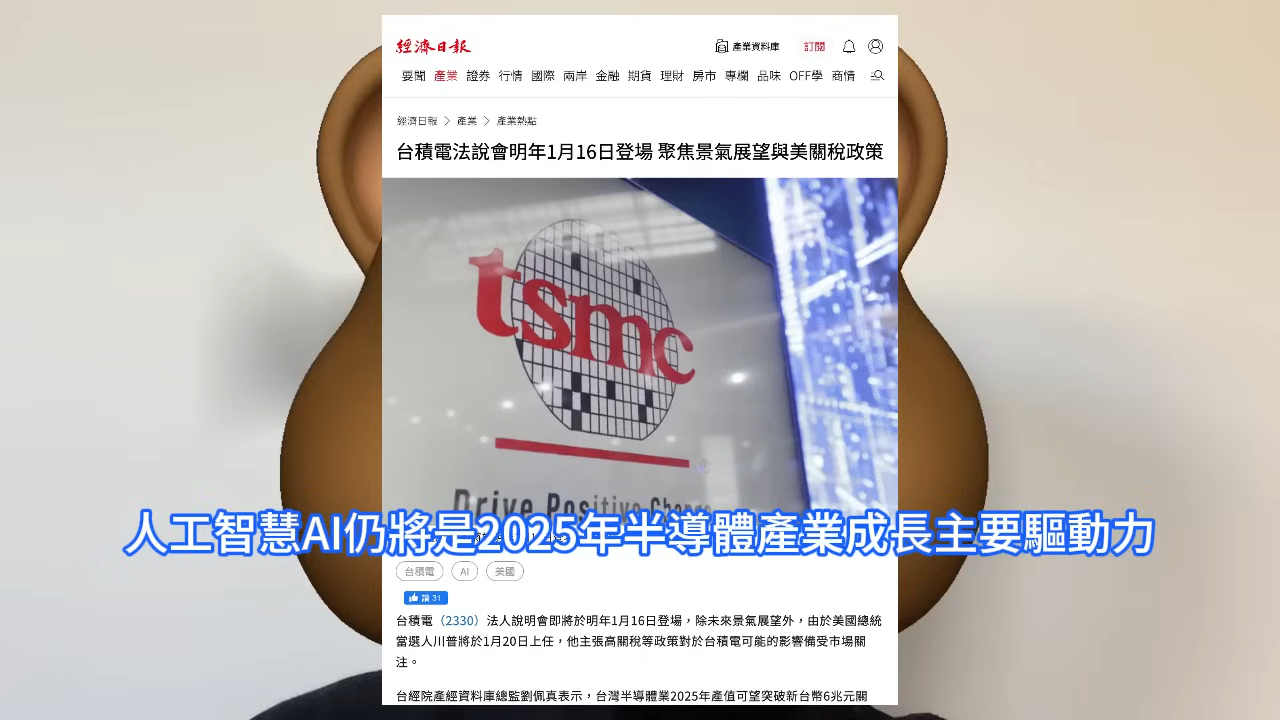 經濟日報
產業資料庫 訂閱
要聞 產業 證券 行情 國際 兩岸 金融 期貨 理財 房市 專欄 品味 OFF學 商情
經濟日報 > 產業 > 產業熱點
台積電法說會明年1月16日登場 聚焦景氣展望與美關稅政策
tsmc
Drive Positive Change
人工智慧AI仍將是2025年半導體產業成長主要驅動力
台積電 AI 美國
讚 31
台積電（2330）法人說明會即將於明年1月16日登場，除未來景氣展望外，由於美國總統
當選人川普將於1月20日上任，他主張高關稅等政策對於台積電可能的影響備受市場關
注。
台經院產經資料庫總監劉佩真表示，台灣半導體業2025年產值可望突破新台幣6兆元關